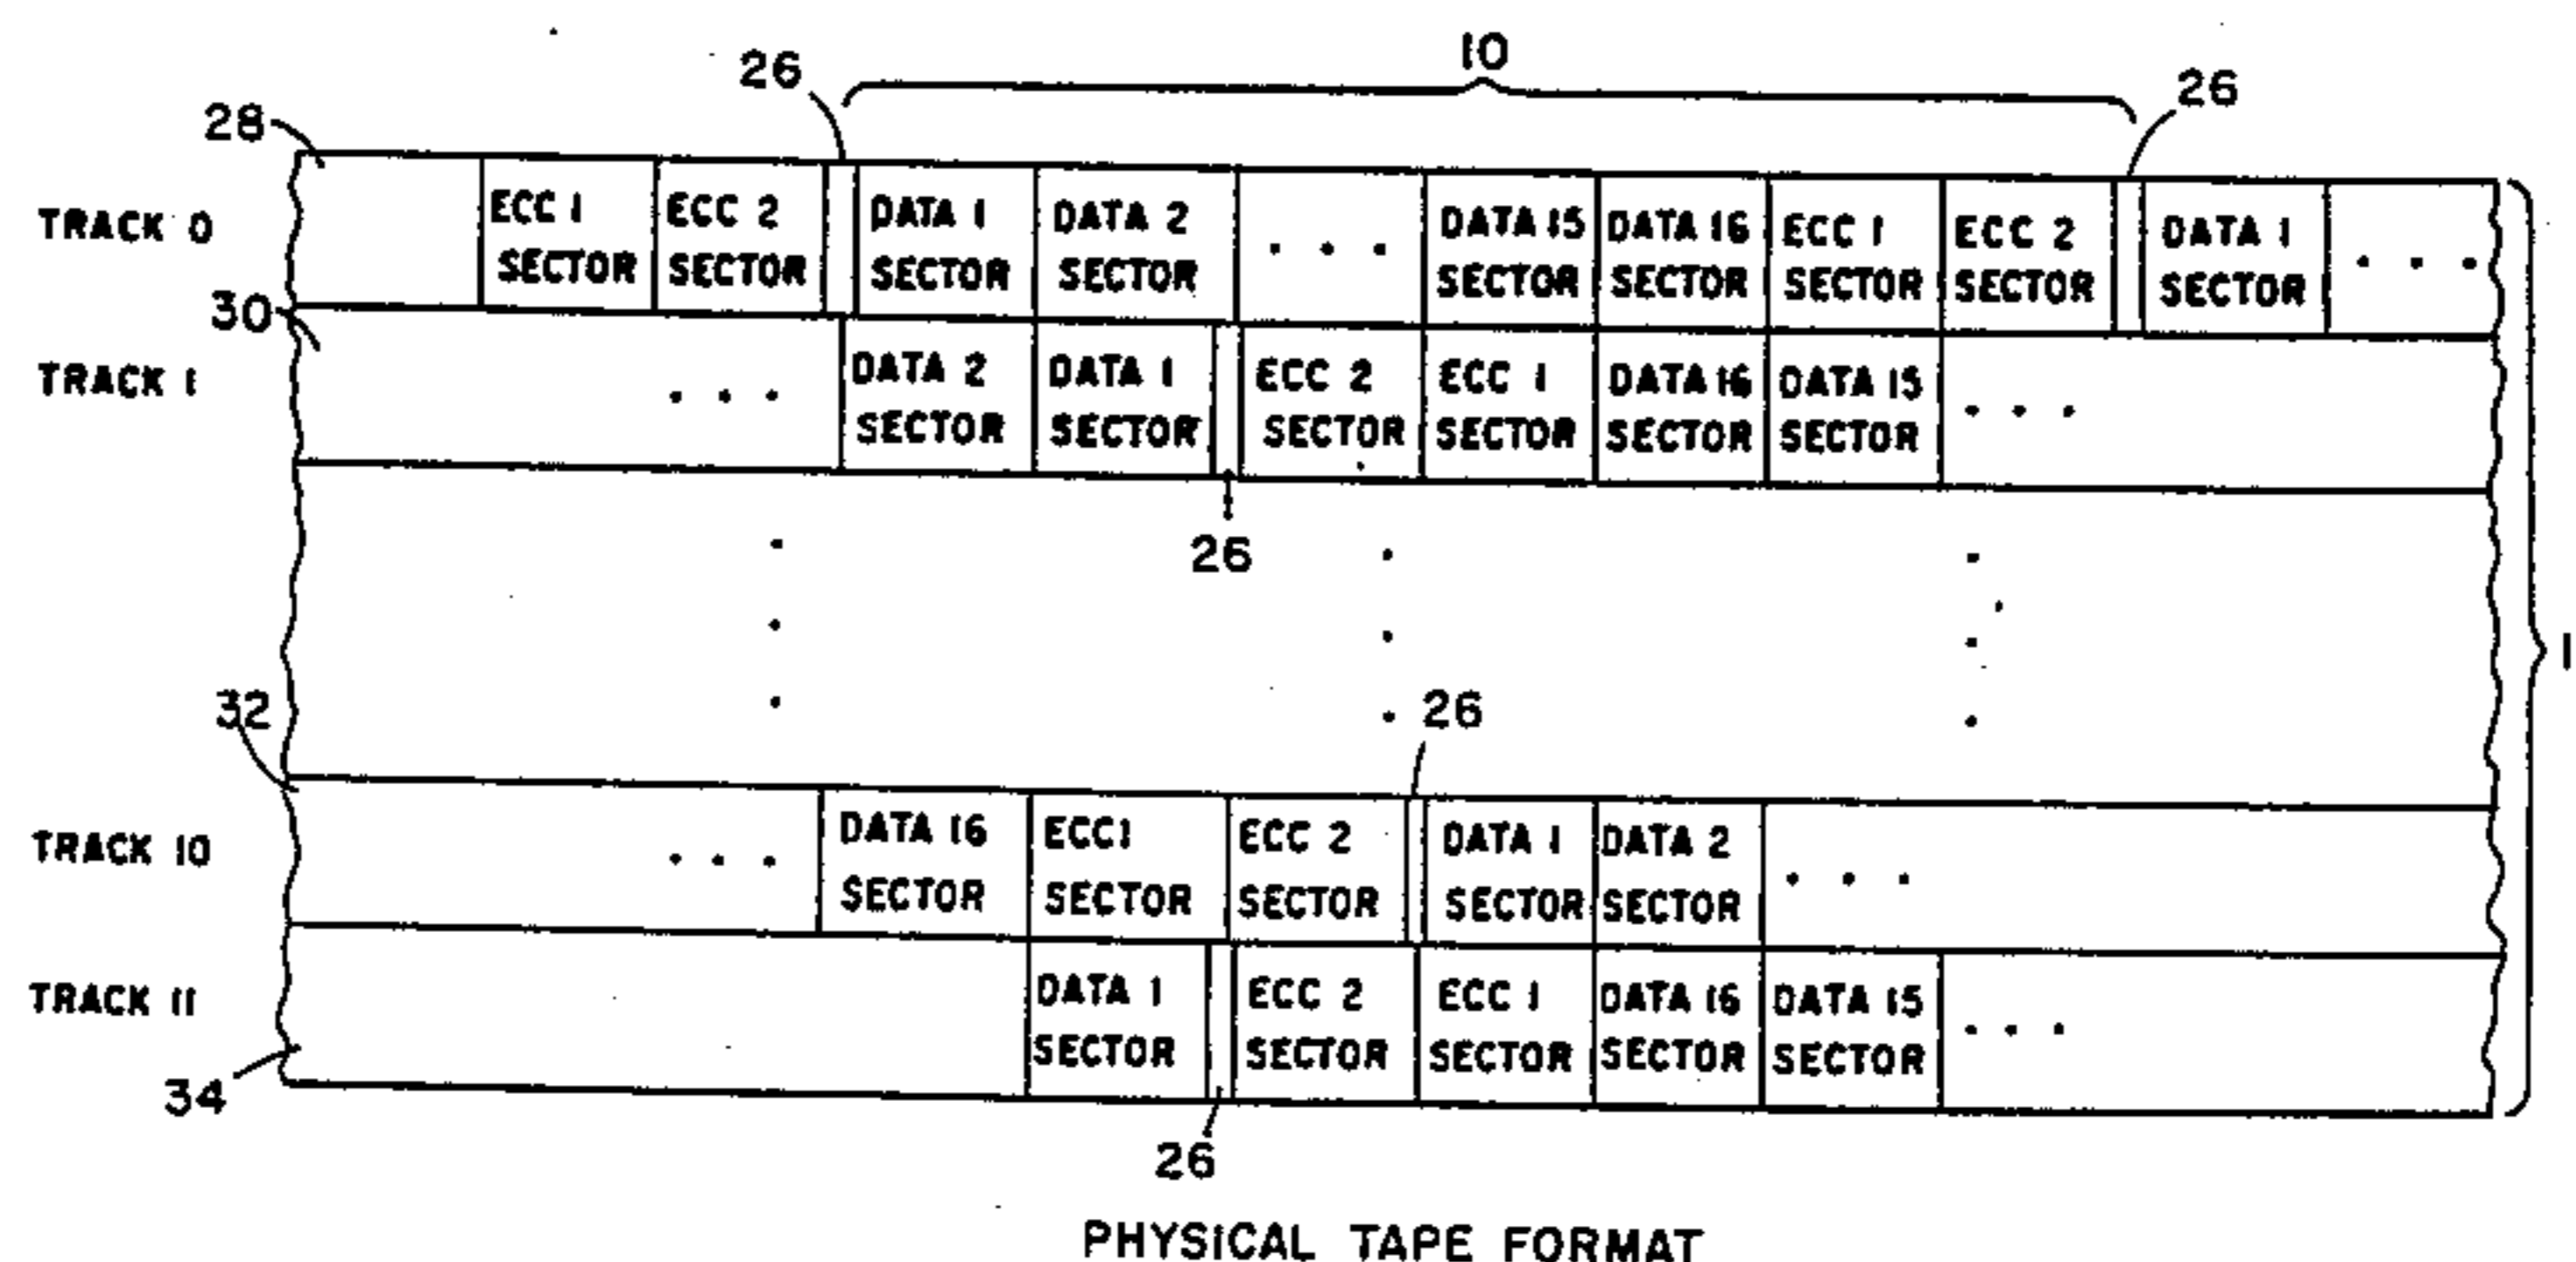 10
26 26
28
TRACK 0 ECC 1 SECTOR ECC 2 SECTOR DATA 1 SECTOR DATA 2 SECTOR . . . DATA 15 SECTOR DATA 16 SECTOR ECC 1 SECTOR ECC 2 SECTOR DATA 1 SECTOR . . .
30
TRACK 1 . . . DATA 2 SECTOR DATA 1 SECTOR ECC 2 SECTOR ECC 1 SECTOR DATA 16 SECTOR DATA 15 SECTOR . . .
26
1
32 26
TRACK 10 . . . DATA 16 SECTOR ECC1 SECTOR ECC 2 SECTOR DATA 1 SECTOR DATA 2 SECTOR . . .
TRACK 11 DATA 1 SECTOR ECC 2 SECTOR ECC 1 SECTOR DATA 16 SECTOR DATA 15 SECTOR . . .
34
26
PHYSICAL TAPE FORMAT